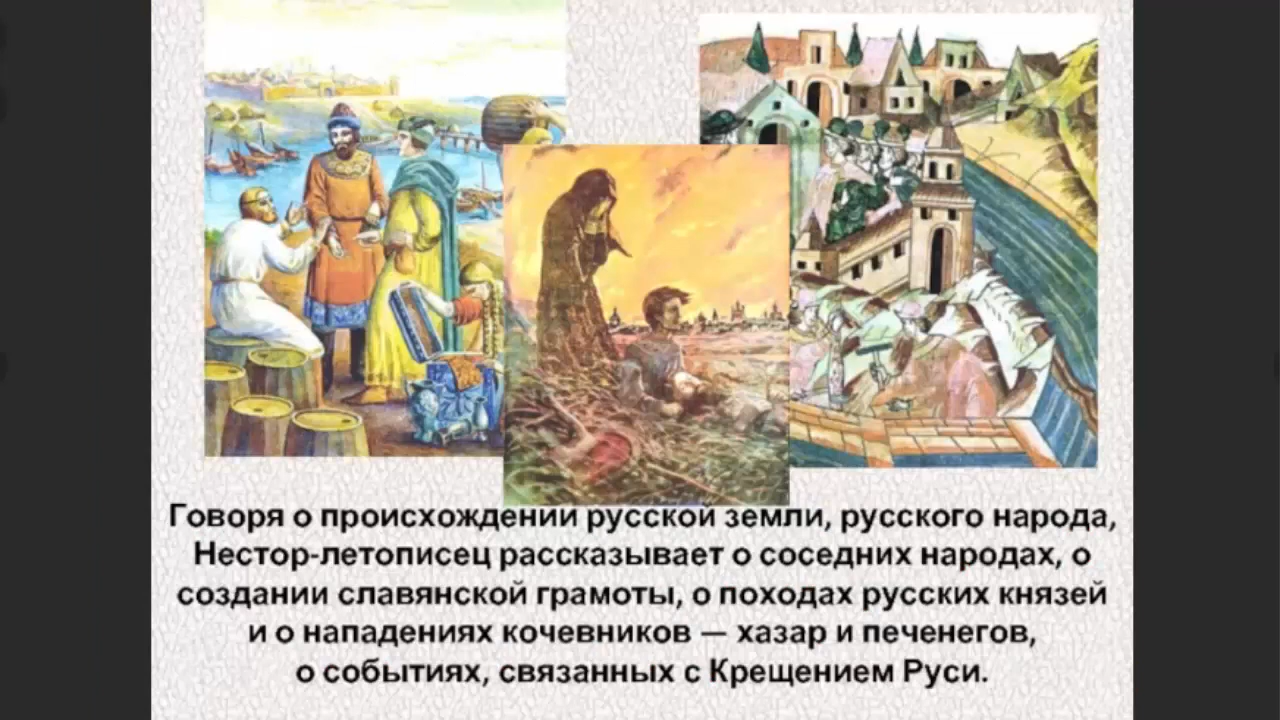 Говоря о происхождении русской земли, русского народа,
Нестор-летописец рассказывает о соседних народах, о
создании славянской грамоты, о походах русских князей
и о нападениях кочевников — хазар и печенегов,
о событиях, связанных с Крещением Руси.